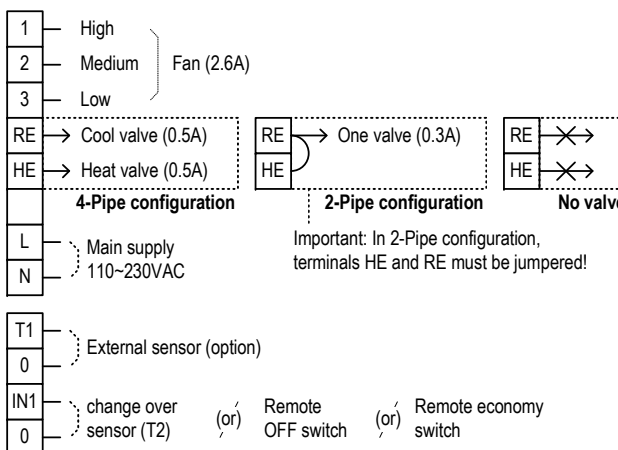 1 High
2 Medium Fan (2.6A)
3 Low
RE Cool valve (0.5A) RE One valve (0.3A) RE
HE Heat valve (0.5A) HE HE
4-Pipe configuration 2-Pipe configuration No valve
L Main supply
N 110~230VAC
Important: In 2-Pipe configuration,
terminals HE and RE must be jumpered!
T1
0
External sensor (option)
IN1 change over (or) Remote (or) Remote economy
0 sensor (T2) OFF switch switch